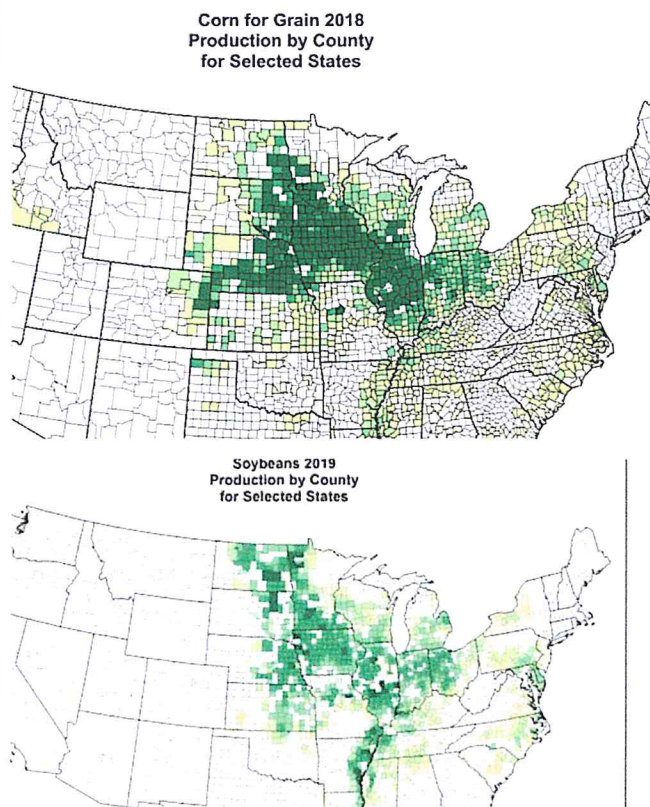 Corn for Grain 2018
Production by County
for Selected States
Soybeans 2019
Production by County
for Selected States